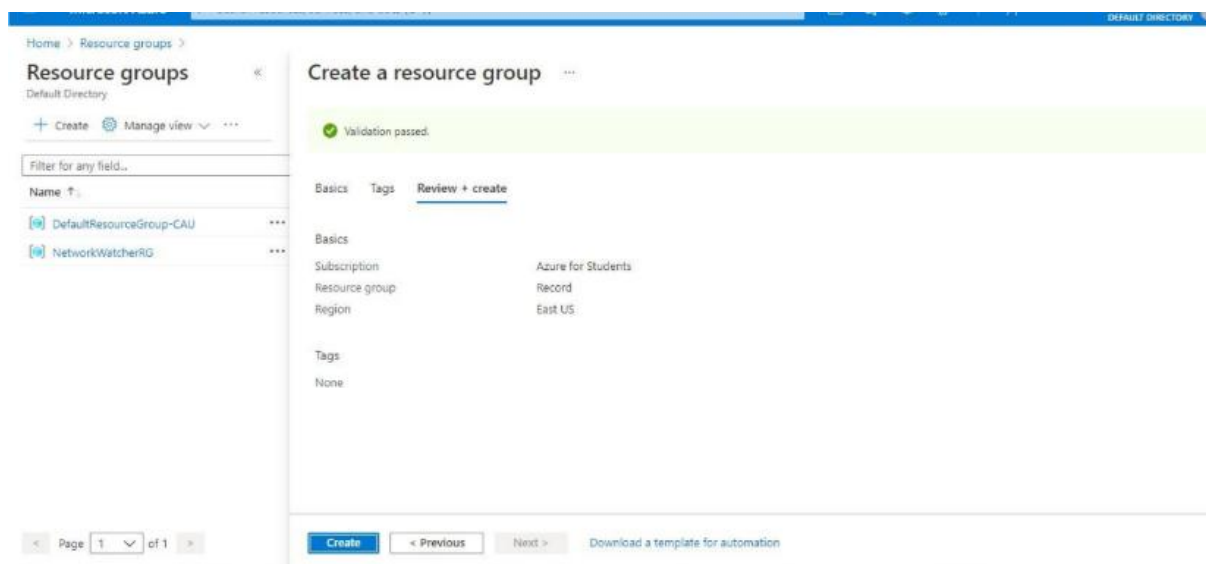 Microsoft Azure
DEFAULT DIRECTORY
Home > Resource groups >
Resource groups «
Default Directory
+ Create Manage view ...
Filter for any field...
Name ↑
DefaultResourceGroup-CAU ...
NetworkWatcherRG ...
< Page 1 of 1 >
Create a resource group ...
Validation passed.
Basics Tags Review + create
Basics
Subscription Azure for Students
Resource group Record
Region East US
Tags
None
Create < Previous Next > Download a template for automation